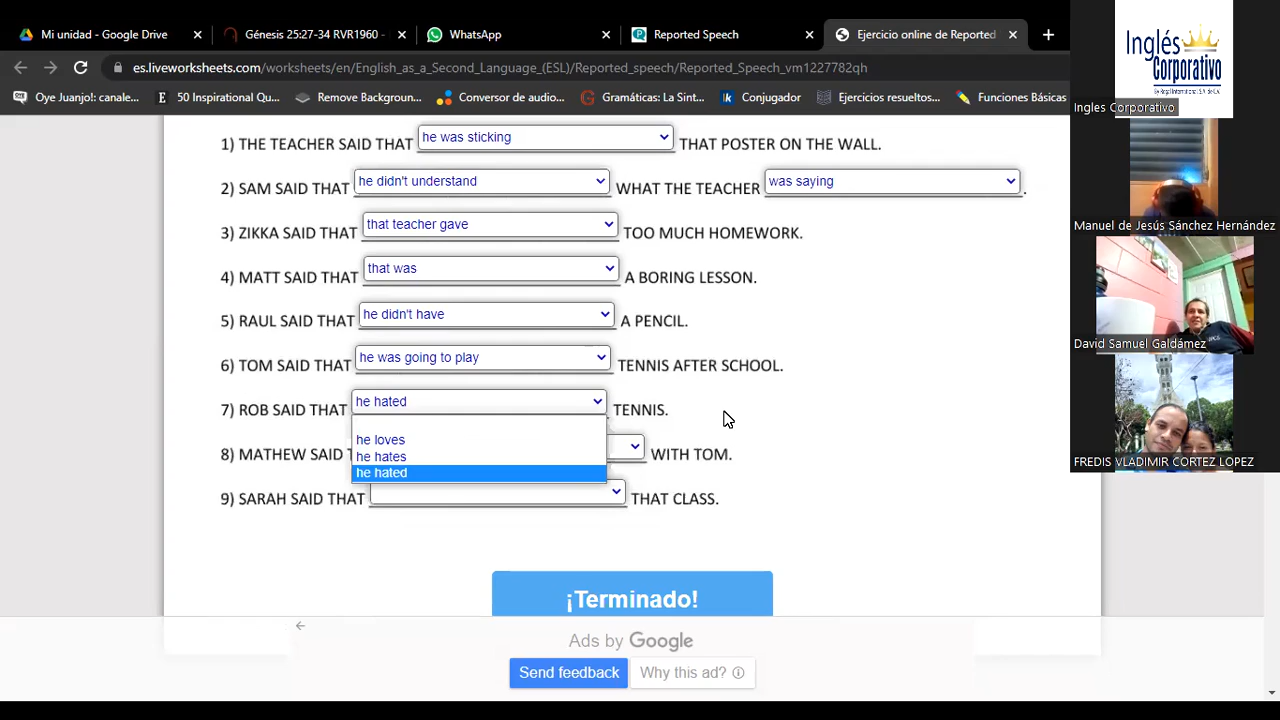 Mi unidad - Google Drive
Génesis 25:27-34 RVR1960 -
WhatsApp
Reported Speech
Ejercicio online de Reported
es.liveworksheets.com/worksheets/en/English_as_a_Second_Language_(ESL)/Reported_speech/Reported_Speech_vm1227782qh
Oye Juanjo!: canale...
50 Inspirational Qu...
Remove Backgroun...
audio...
Gramáticas: La Sint...
Conjugador
Ejercicios resueltos...
Funciones Básicas
1) THE TEACHER SAID THAT he was sticking THAT POSTER ON THE WALL.
2) SAM SAID THAT he didn't understand WHAT THE TEACHER was saying .
3) ZIKKA SAID THAT that teacher gave TOO MUCH HOMEWORK.
4) MATT SAID THAT that was A BORING LESSON.
5) RAUL SAID THAT he didn't have A PENCIL.
6) TOM SAID THAT he was going to play TENNIS AFTER SCHOOL.
7) ROB SAID THAT he hated TENNIS.
he loves
he hates
he hated
8) MATHEW SAID T WITH TOM.
9) SARAH SAID THAT THAT CLASS.
¡Terminado!
Ads by Google
Send feedback
Why this ad?
Inglés
Corporativo
By Regal International S.A. de C.V.
Ingles Corporativo
Manuel de Jesús Sánchez Hernández
David Samuel Galdámez
FREDIS VLADIMIR CORTEZ LOPEZ